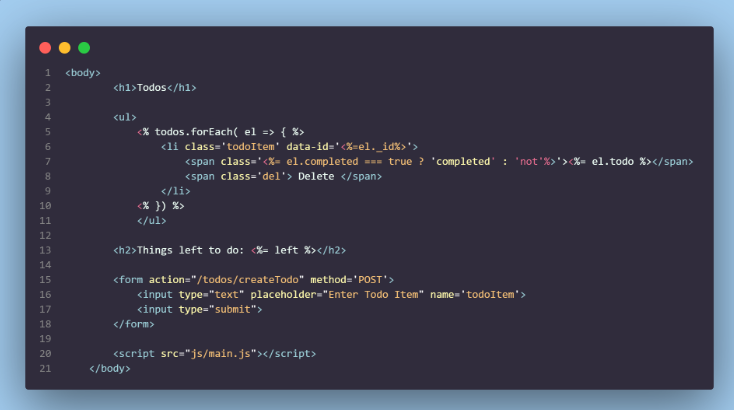 1 <body>
2 <h1>Todos</h1>
3
4 <ul>
5 <% todos.forEach( el => { %>
6 <li class='todoItem' data-id='<%=el._id%>'>
7 <span class='<%= el.completed === true ? 'completed' : 'not'%>'><%= el.todo %></span>
8 <span class='del'> Delete </span>
9 </li>
10 <% }) %>
11 </ul>
12
13 <h2>Things left to do: <%= left %></h2>
14
15 <form action="/todos/createTodo" method='POST'>
16 <input type="text" placeholder="Enter Todo Item" name='todoItem'>
17 <input type="submit">
18 </form>
19
20 <script src="js/main.js"></script>
21 </body>